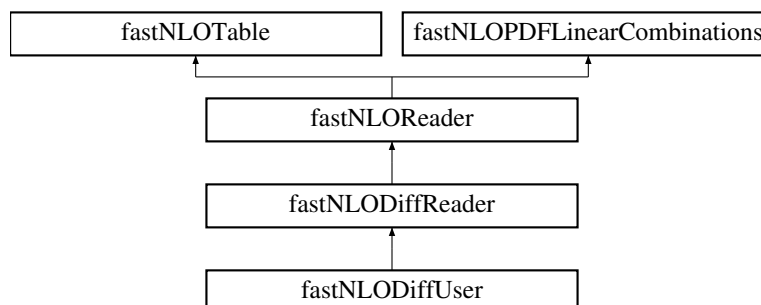 fastNLOTable
fastNLOPDFLinearCombinations
fastNLOReader
fastNLODiffReader
fastNLODiffUser